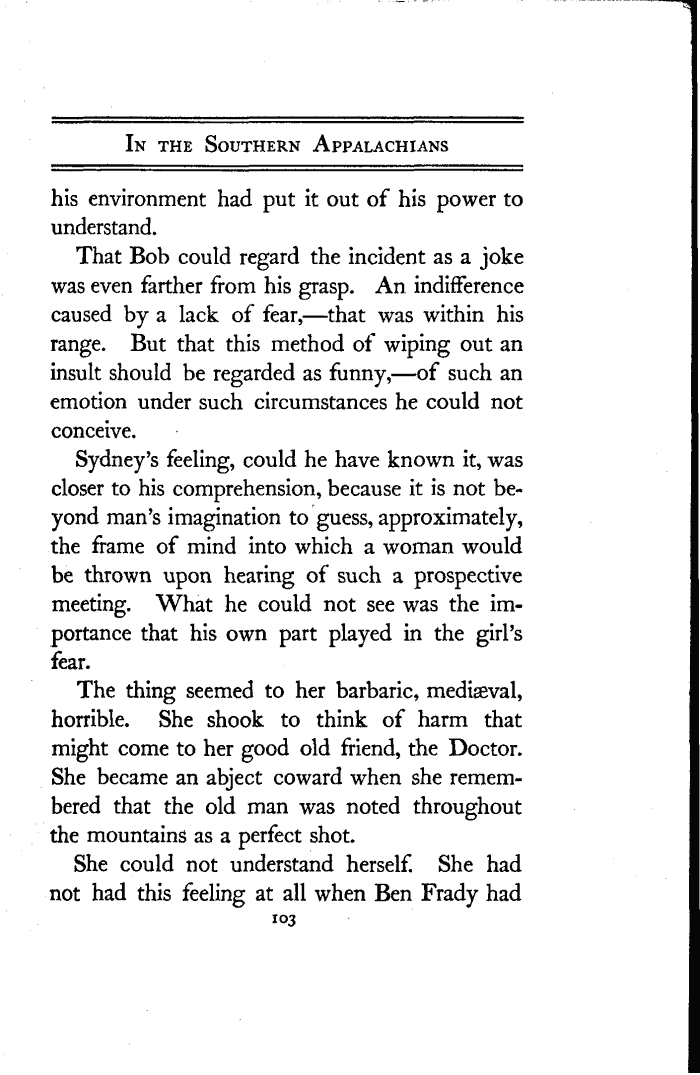 In the Southern Appalachians
his environment had put it out of his power to
understand.
That Bob could regard the incident as a joke
was even farther from his grasp. An indifference
caused by a lack of fear,—that was within his
range. But that this method of wiping out an
insult should be regarded as funny,—of such an
emotion under such circumstances he could not
conceive.
Sydney's feeling, could he have known it, was
closer to his comprehension, because it is not be-
yond man's imagination to guess, approximately,
the frame of mind into which a woman would
be thrown upon hearing of such a prospective
meeting. What he could not see was the im-
portance that his own part played in the girl's
fear.
The thing seemed to her barbaric, mediæval,
horrible. She shook to think of harm that
might come to her good old friend, the Doctor.
She became an abject coward when she remem-
bered that the old man was noted throughout
the mountains as a perfect shot.
She could not understand herself. She had
not had this feeling at all when Ben Frady had
103